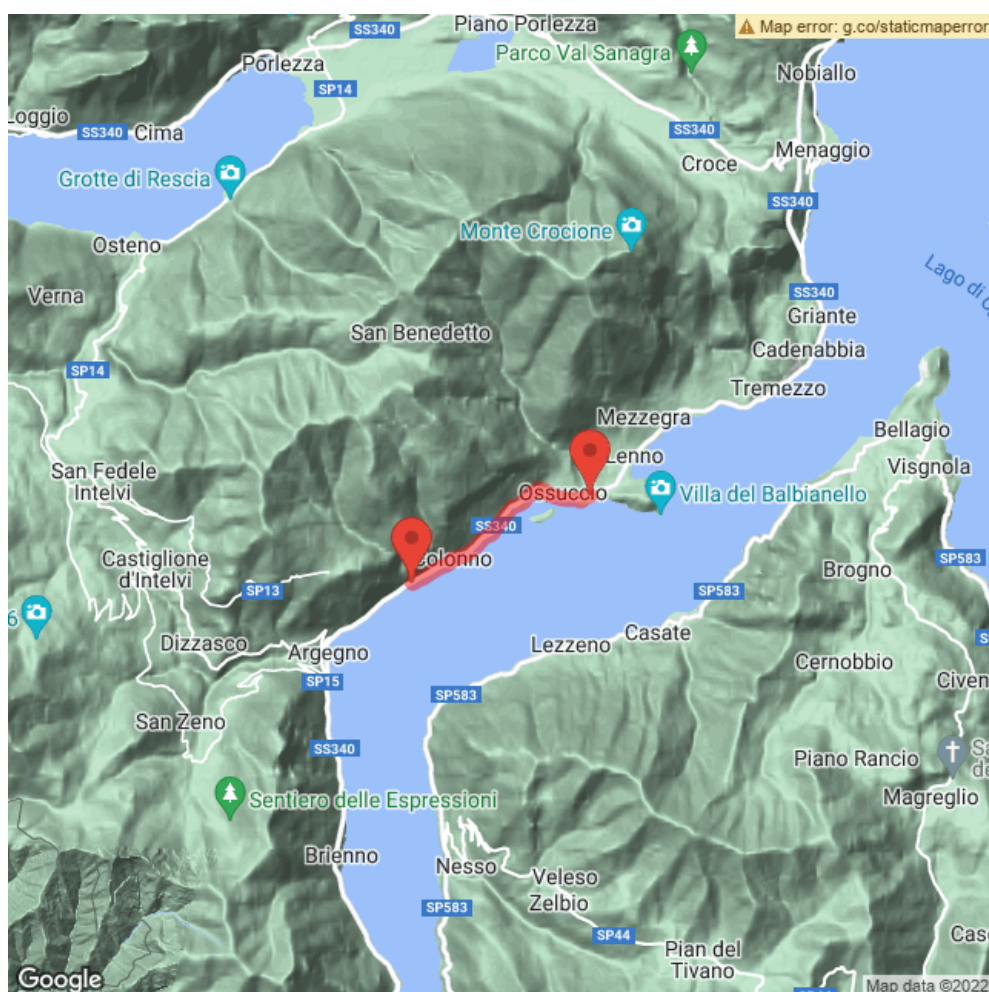 SS340
Piano Porlezza
Map error: g.co/staticmaperror
Parco Val Sanagra
Porlezza
Nobiallo
SP14
Loggio
SS340
Cima
SS340
Menaggio
Croce
Grotte di Rescia
SS340
Monte Crocione
Osteno
Lago di
Verna
SS340
Griante
San Benedetto
Cadenabbia
SP14
Tremezzo
Mezzegra
Bellagio
Lenno
San Fedele
Intelvi
Visgnola
Ossuccio
Villa del Balbianello
SS340
Castiglione
d'Intelvi
Colonno
SP583
Brogno
SP13
SP583
6
Dizzasco
Casate
Lezzeno
Argegno
Cernobbio
SP15
Civen
SP583
San Zeno
SS340
Piano Rancio
Sa
de
Magreglio
Sentiero delle Espressioni
Brienno
Nesso
Veleso
Zelbio
SP583
SP44
Pian del
Tivano
Google
Map data ©2022